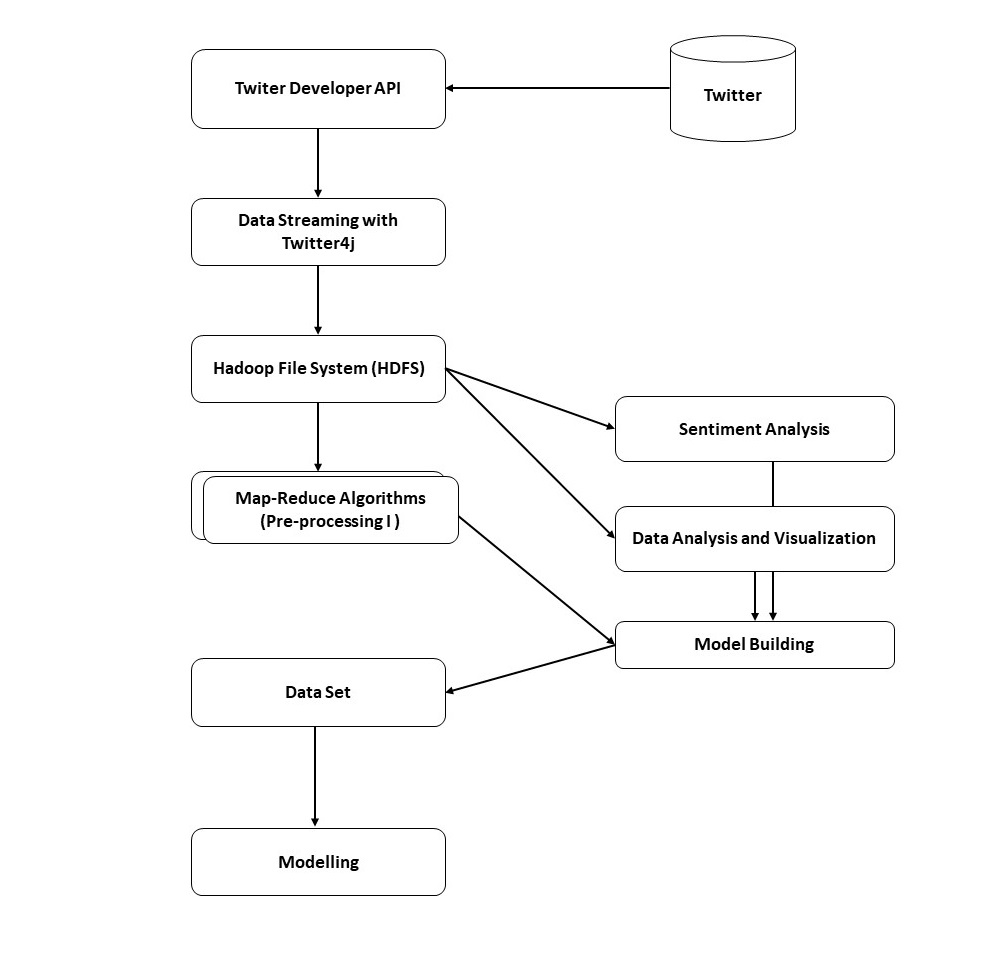 Twiter Developer API
Twitter
Data Streaming with
Twitter4j
Hadoop File System (HDFS)
Sentiment Analysis
Map-Reduce Algorithms
(Pre-processing I )
Data Analysis and Visualization
Model Building
Data Set
Modelling